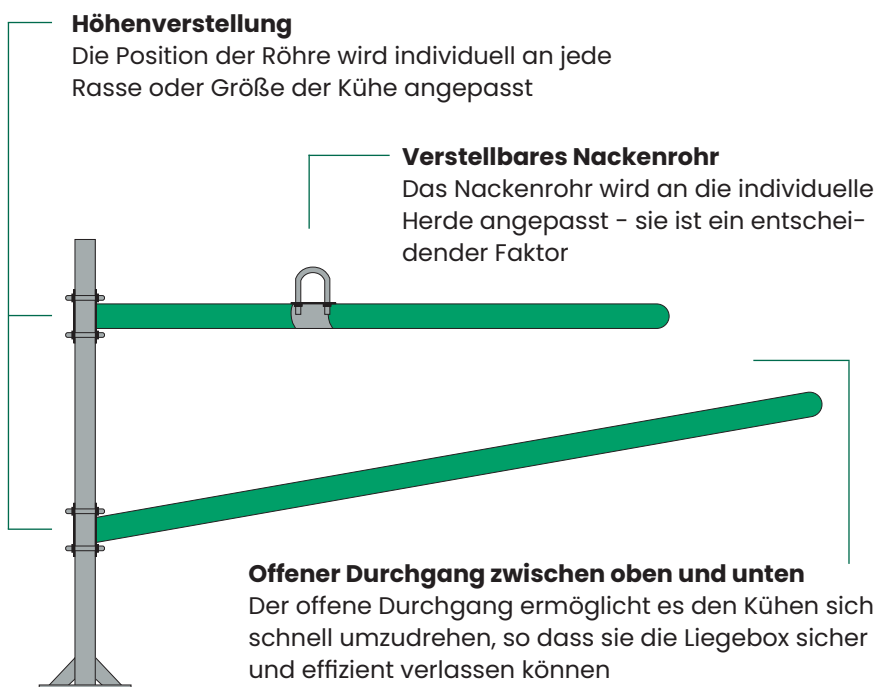 Höhenverstellung
Die Position der Röhre wird individuell an jede
Rasse oder Größe der Kühe angepasst
Verstellbares Nackenrohr
Das Nackenrohr wird an die individuelle
Herde angepasst - sie ist ein entschei-
dender Faktor
Offener Durchgang zwischen oben und unten
Der offene Durchgang ermöglicht es den Kühen sich
schnell umzudrehen, so dass sie die Liegebox sicher
und effizient verlassen können